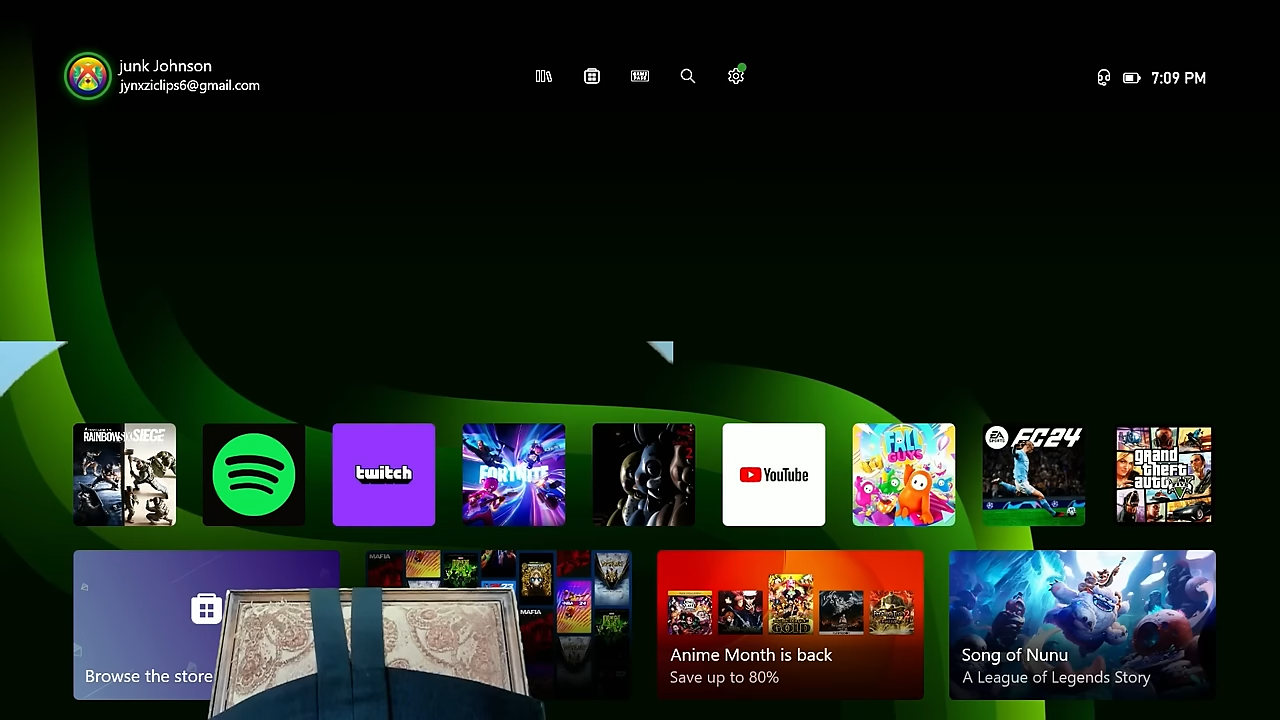 junk Johnson
jynxziclips6@gmail.com
7:09 PM
RAINBOW SIX SIEGE
twitch
FORTNITE
YouTube
FALL GUYS
EA SPORTS FC24
grand theft auto V
MAFIA
MAFIA
GOLD
Browse the store
Anime Month is back
Save up to 80%
Song of Nunu
A League of Legends Story